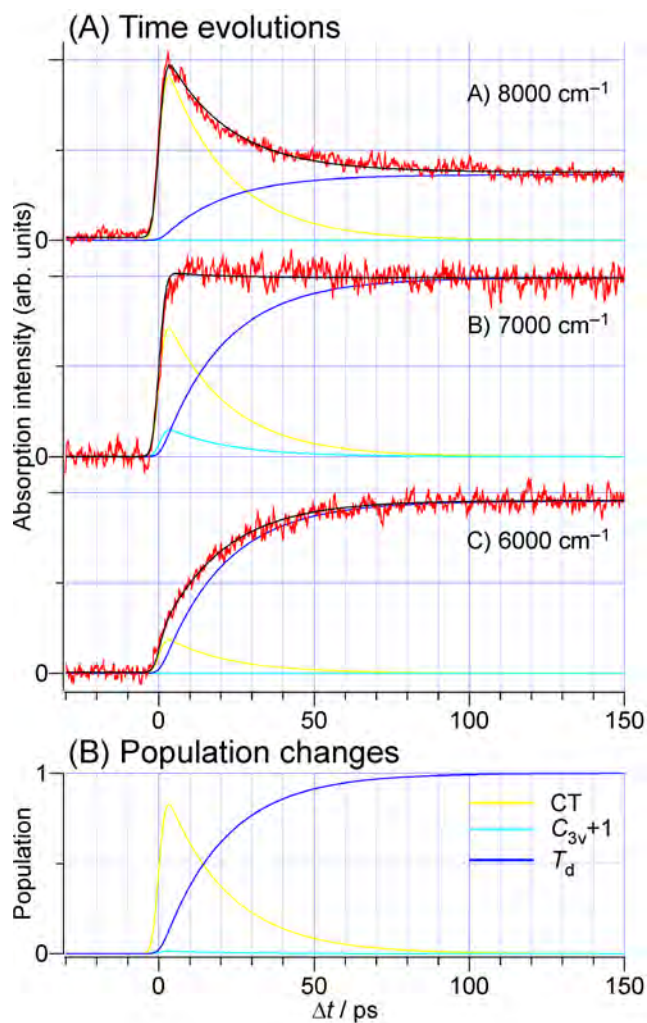 (A) Time evolutions
A) 8000 cm⁻¹
0
B) 7000 cm⁻¹
0
C) 6000 cm⁻¹
0
Absorption intensity (arb. units)
0 50 100 150
(B) Population changes
1
CT
C3v+1
Td
0
Population
0 50 100 150
Δt / ps